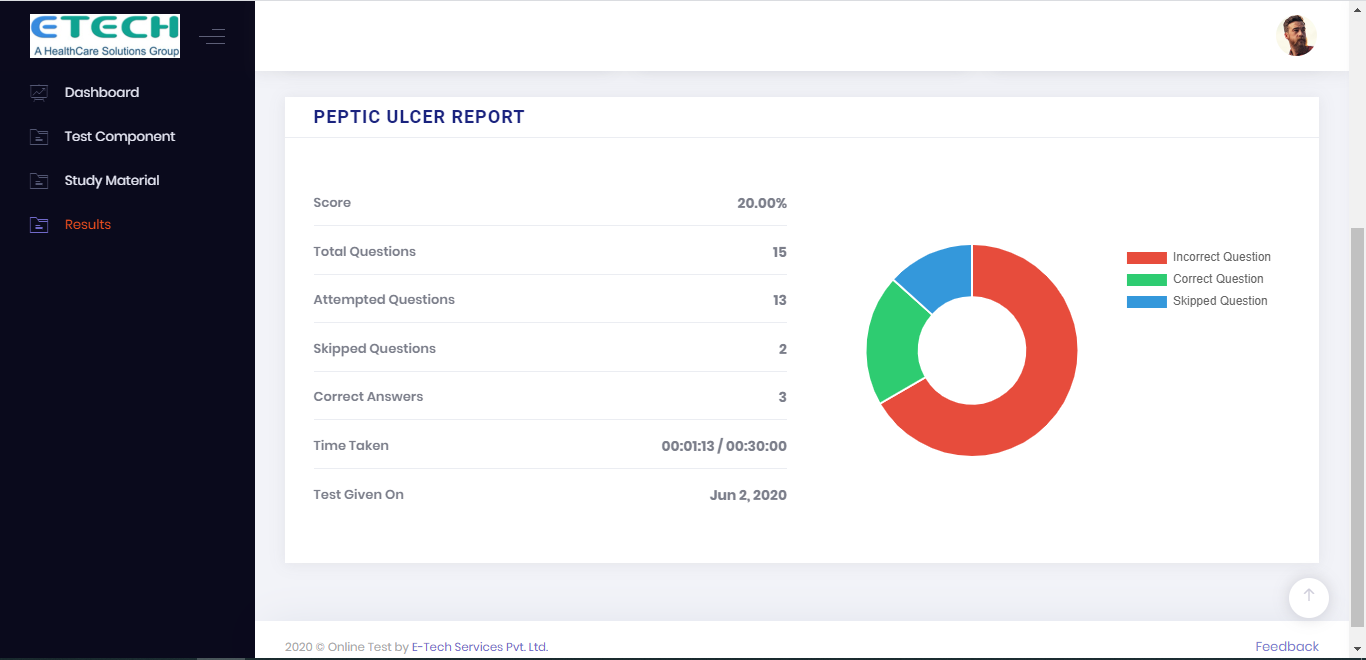 ETECH
A HealthCare Solutions Group
Dashboard
Test Component
Study Material
Results
PEPTIC ULCER REPORT
Score 20.00%
Total Questions 15
Attempted Questions 13
Skipped Questions 2
Correct Answers 3
Time Taken 00:01:13 / 00:30:00
Test Given On Jun 2, 2020
Incorrect Question
Correct Question
Skipped Question
2020 © Online Test by E-Tech Services Pvt. Ltd. Feedback